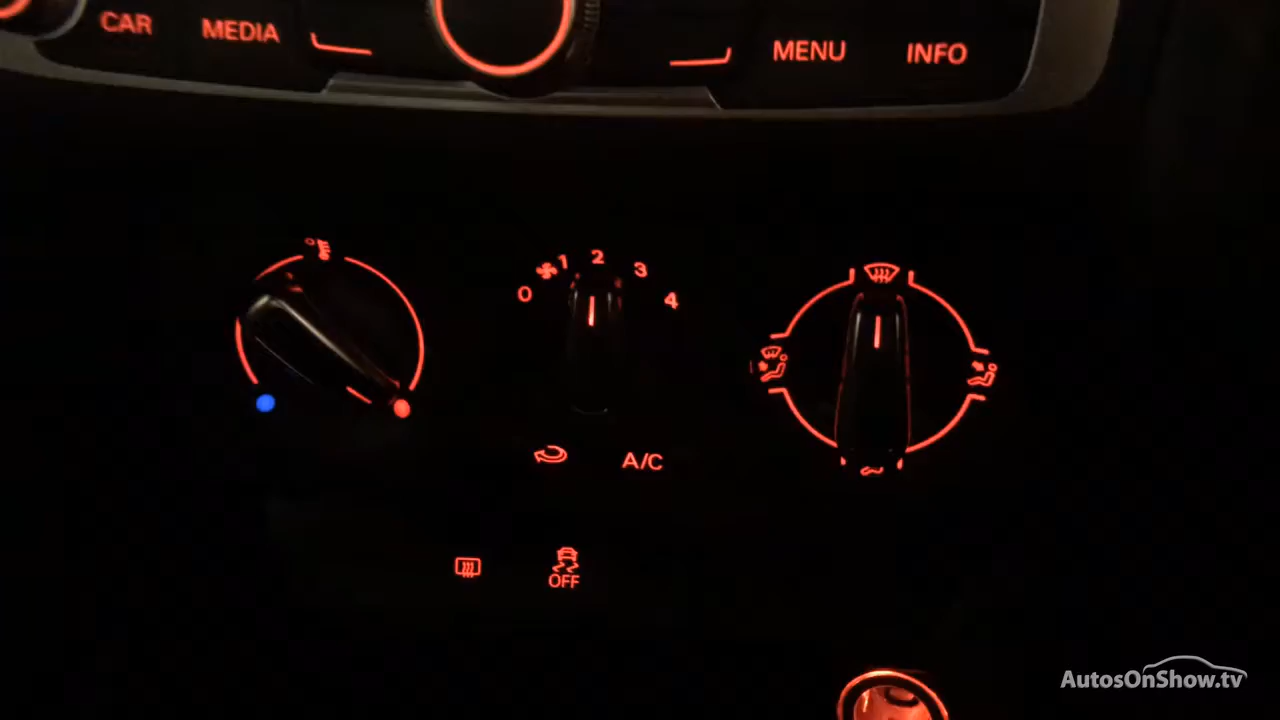 CAR
MEDIA
MENU
INFO
0
1
2
3
4
A/C
OFF
AutosOnShow.tv